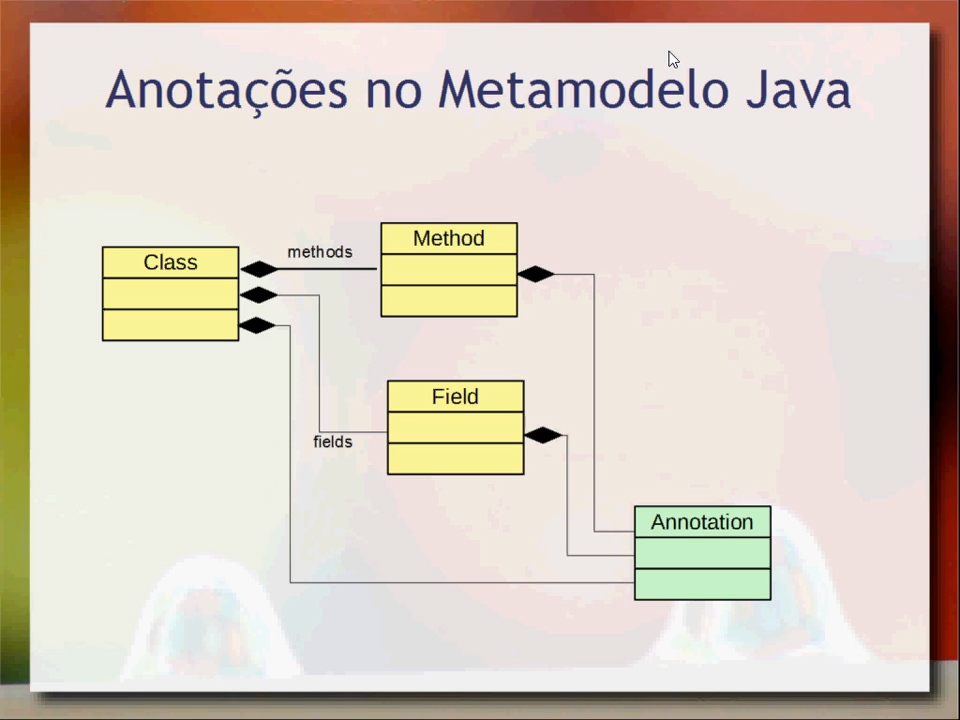 Anotações no Metamodelo Java
Class
methods
Method
Field
fields
Annotation